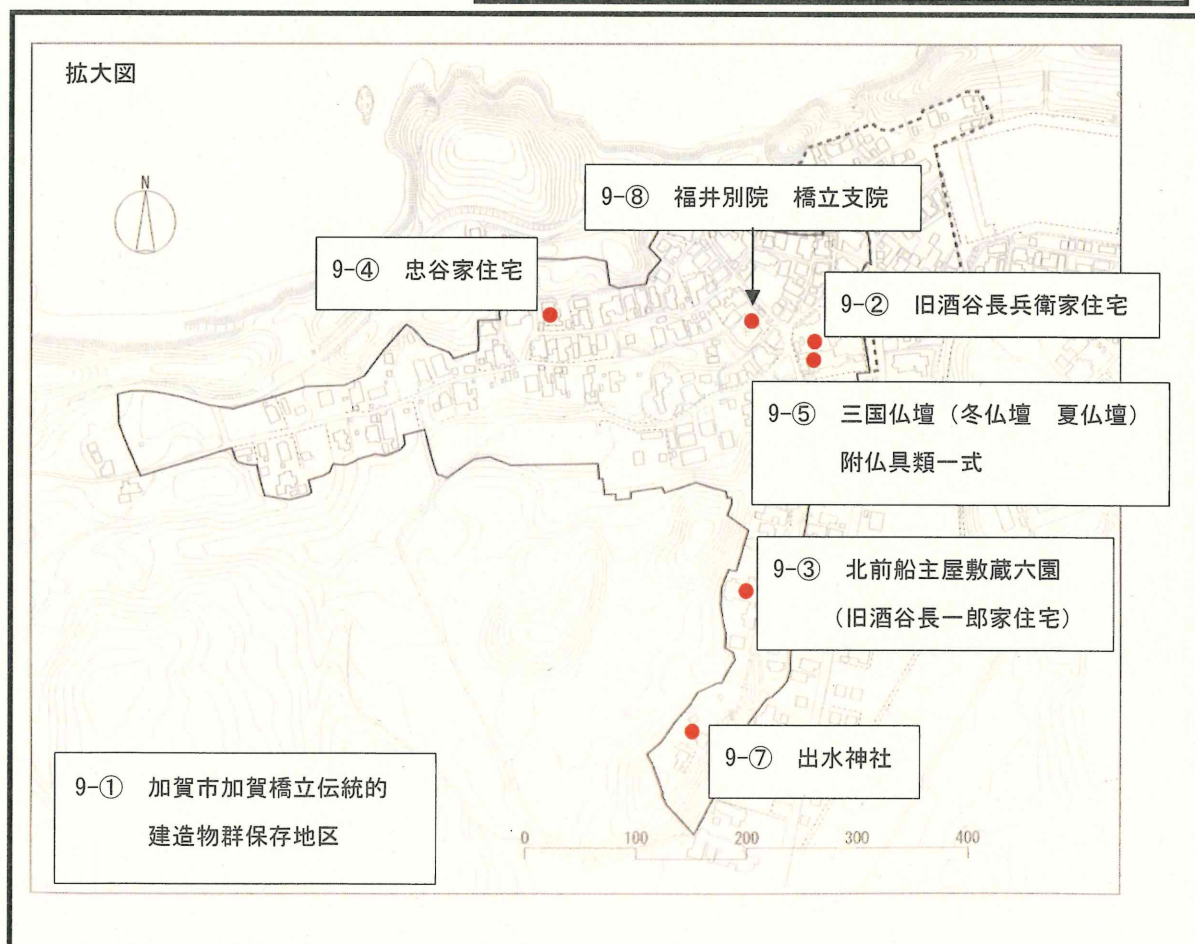 拡大図
N
9-⑧ 福井別院 橋立支院
9-④ 忠谷家住宅
9-② 旧酒谷長兵衛家住宅
9-⑤ 三国仏壇（冬仏壇 夏仏壇）
附仏具類一式
9-③ 北前船主屋敷蔵六園
（旧酒谷長一郎家住宅）
9-⑦ 出水神社
9-① 加賀市加賀橋立伝統的
建造物群保存地区
0 100 200 300 400